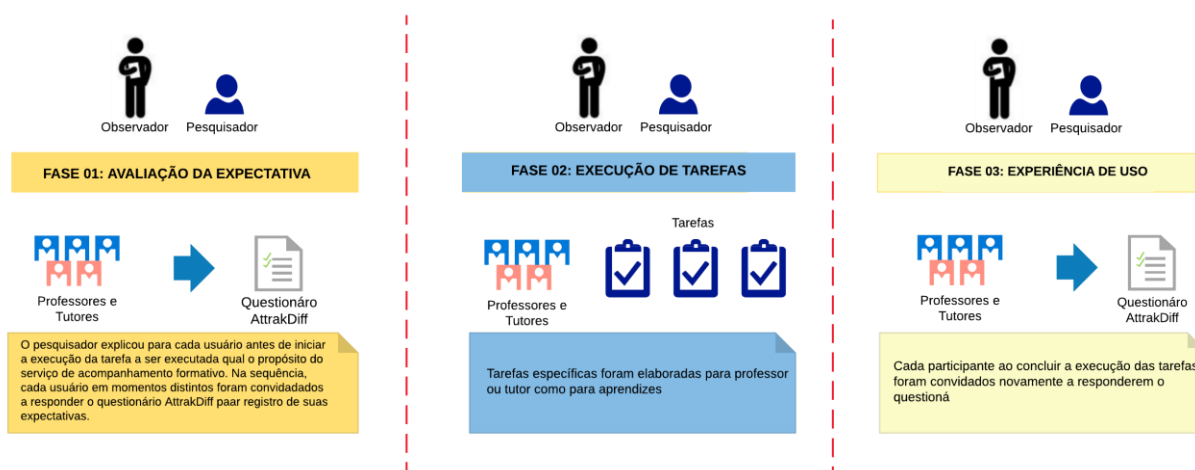 Observador
Pesquisador
FASE 01: AVALIAÇÃO DA EXPECTATIVA
Professores e
Tutores
Questionáro
AttrakDiff
O pesquisador explicou para cada usuário antes de iniciar
a execução da tarefa a ser executada qual o propósito do
serviço de acompanhamento formativo. Na sequência,
cada usuário em momentos distintos foram convidadados
a responder o questionário AttrakDiff paar registro de suas
expectativas.
Observador
Pesquisador
FASE 02: EXECUÇÃO DE TAREFAS
Tarefas
Professores e
Tutores
Tarefas específicas foram elaboradas para professor
ou tutor como para aprendizes
Observador
Pesquisador
FASE 03: EXPERIÊNCIA DE USO
Professores e
Tutores
Questionáro
AttrakDiff
Cada participante ao concluir a execução das tarefas
foram convidados novamente a responderem o
questioná